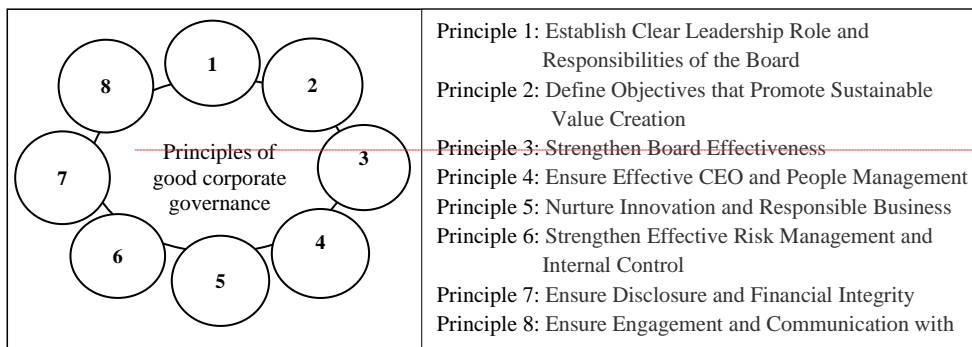 1
2
3
4
5
6
7
8
Principles of
good corporate
governance
Principle 1: Establish Clear Leadership Role and
Responsibilities of the Board
Principle 2: Define Objectives that Promote Sustainable
Value Creation
Principle 3: Strengthen Board Effectiveness
Principle 4: Ensure Effective CEO and People Management
Principle 5: Nurture Innovation and Responsible Business
Principle 6: Strengthen Effective Risk Management and
Internal Control
Principle 7: Ensure Disclosure and Financial Integrity
Principle 8: Ensure Engagement and Communication with